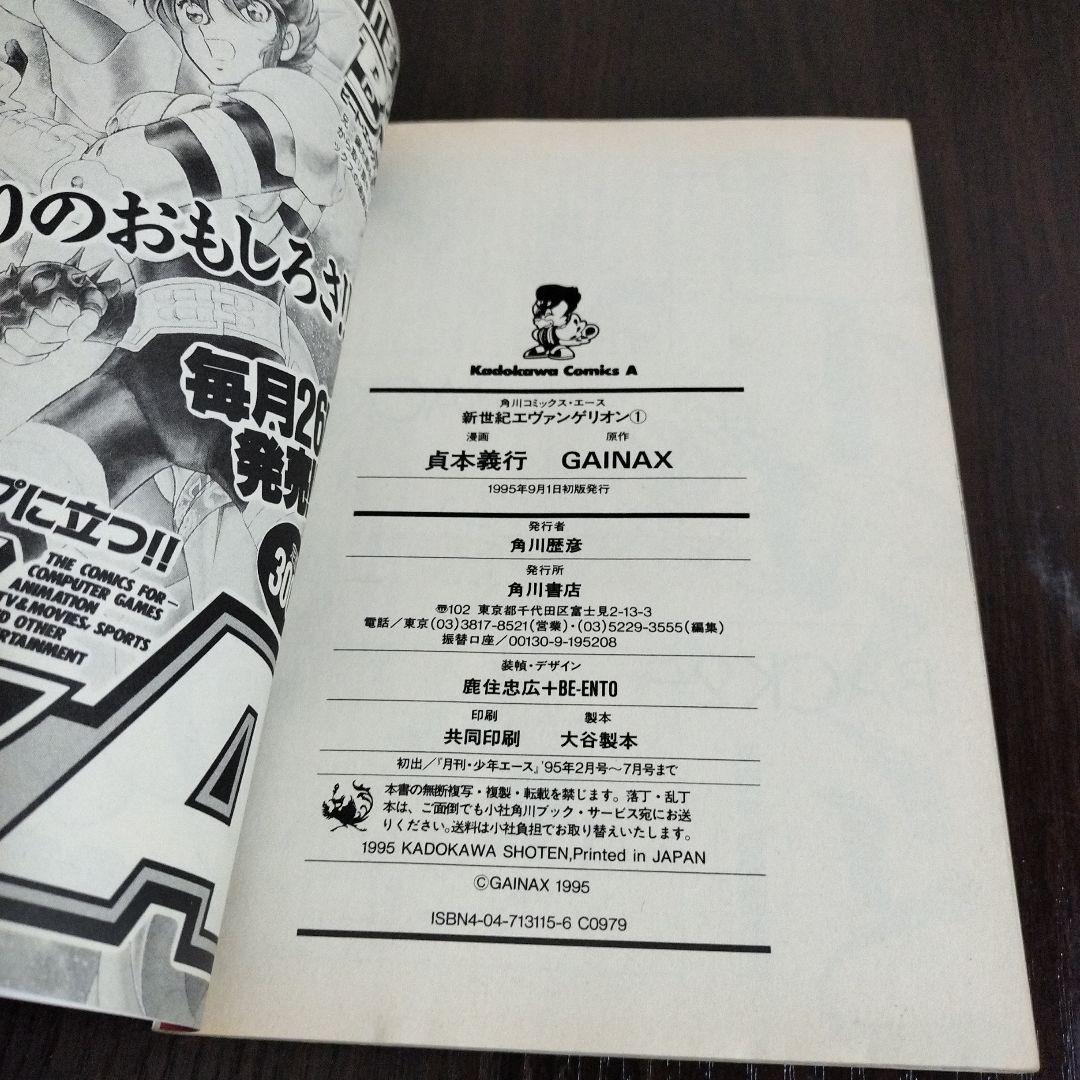 りのおもしろさ!!
毎月26
発売
プに立つ!!
THE COMICS FOR
COMPUTER GAMES
ANIMATION
TV&MOVIES, SPORTS
ND OTHER
ERTAINMENT
A
Kadokawa Comics A
角川コミックス・エース
新世紀エヴァンゲリオン①
漫画 原作
貞本義行 GAINAX
1995年9月1日初版発行
発行者
角川歴彦
発行所
角川書店
〠102 東京都千代田区富士見2-13-3
電話/東京(03)3817-8521(営業)・(03)5229-3555(編集)
振替口座/00130-9-195208
装幀・デザイン
鹿住忠広+BE-ENTO
印刷 製本
共同印刷 大谷製本
初出/『月刊・少年エース』'95年2月号〜7月号まで
本書の無断複写・複製・転載を禁じます。落丁・乱丁
本は、ご面倒でも小社角川ブック・サービス宛にお送
りください。送料は小社負担でお取り替えいたします。
1995 KADOKAWA SHOTEN,Printed in JAPAN
©GAINAX 1995
ISBN4-04-713115-6 C0979